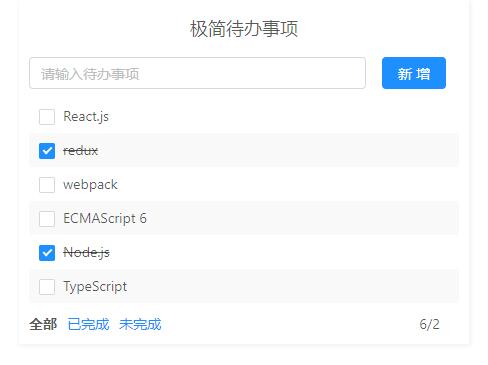 极简待办事项
请输入待办事项 新 增
React.js
redux
webpack
ECMAScript 6
Node.js
TypeScript
全部 已完成 未完成 6/2